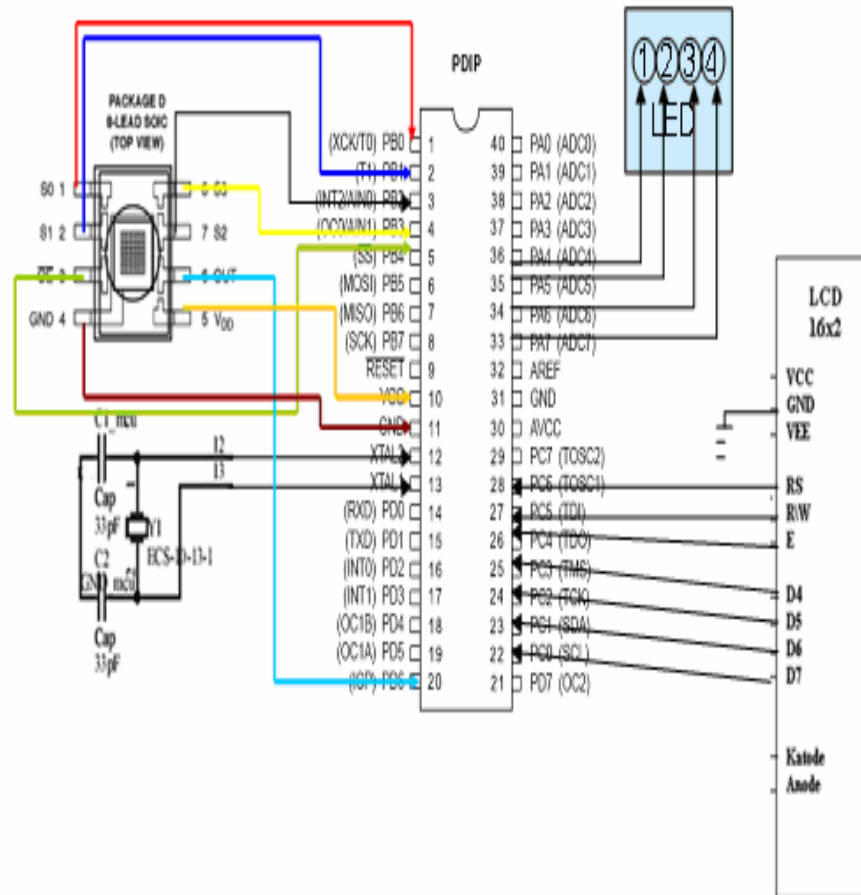 PACKAGE D
8-LEAD SOIC
(TOP VIEW)
S0 1
S1 2
OE 3
GND 4
8 S3
7 S2
6 OUT
5 VDD
PDIP
(XCK/T0) PB0 1
(T1) PB1 2
(INT2/AIN0) PB2 3
(OC0/AIN1) PB3 4
(SS) PB4 5
(MOSI) PB5 6
(MISO) PB6 7
(SCK) PB7 8
RESET 9
VCC 10
GND 11
XTAL2 12
XTAL1 13
(RXD) PD0 14
(TXD) PD1 15
(INT0) PD2 16
(INT1) PD3 17
(OC1B) PD4 18
(OC1A) PD5 19
(ICP) PD6 20
40 PA0 (ADC0)
39 PA1 (ADC1)
38 PA2 (ADC2)
37 PA3 (ADC3)
36 PA4 (ADC4)
35 PA5 (ADC5)
34 PA6 (ADC6)
33 PA7 (ADC7)
32 AREF
31 GND
30 AVCC
29 PC7 (TOSC2)
28 PC6 (TOSC1)
27 PC5 (TDI)
26 PC4 (TDO)
25 PC3 (TMS)
24 PC2 (TCK)
23 PC1 (SDA)
22 PC0 (SCL)
21 PD7 (OC2)
1 2 3 4
LED
LCD
16x2
VCC
GND
VEE
RS
R\W
E
D4
D5
D6
D7
Katode
Anode
C1_mcu
12
13
Cap
33pF
Y1
ECS-10-13-1
C2
GND_mcu
Cap
33pF